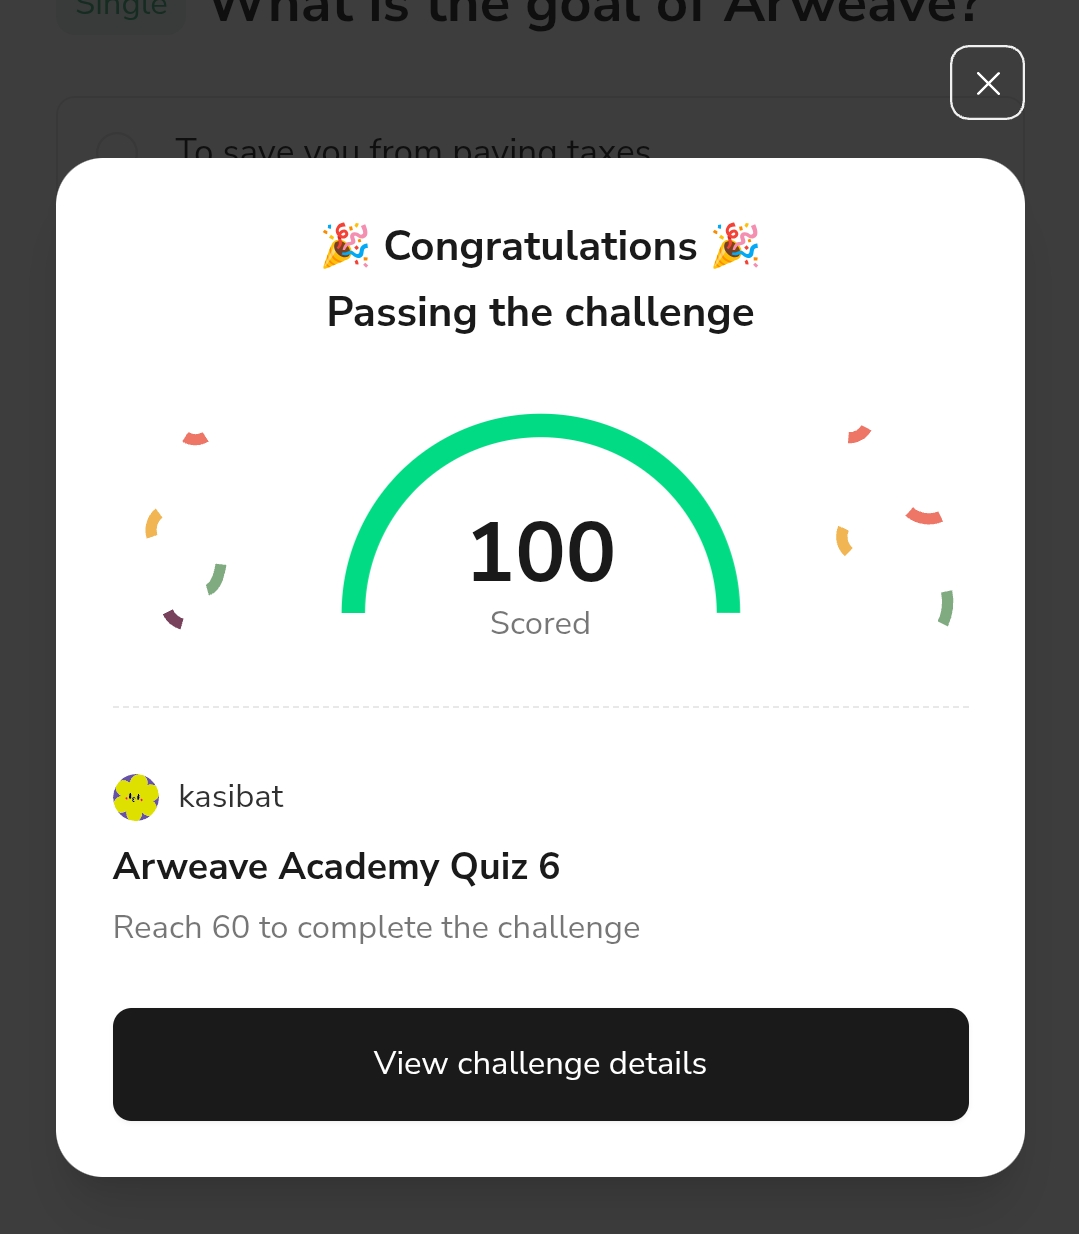 Single What is the goal of Arweave?
To save you from paying taxes
🎉 Congratulations 🎉
Passing the challenge
100
Scored
kasibat
Arweave Academy Quiz 6
Reach 60 to complete the challenge
View challenge details